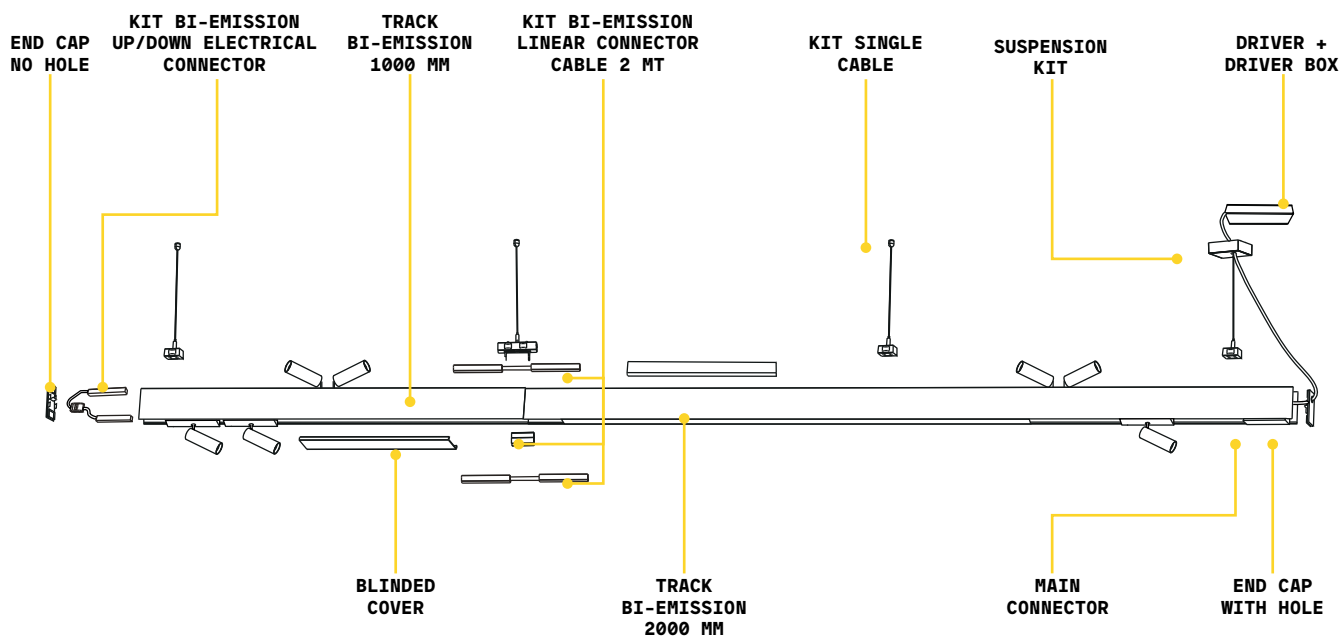 END CAP
NO HOLE
KIT BI-EMISSION
UP/DOWN ELECTRICAL
CONNECTOR
TRACK
BI-EMISSION
1000 MM
KIT BI-EMISSION
LINEAR CONNECTOR
CABLE 2 MT
KIT SINGLE
CABLE
SUSPENSION
KIT
DRIVER +
DRIVER BOX
BLINDED
COVER
TRACK
BI-EMISSION
2000 MM
MAIN
CONNECTOR
END CAP
WITH HOLE